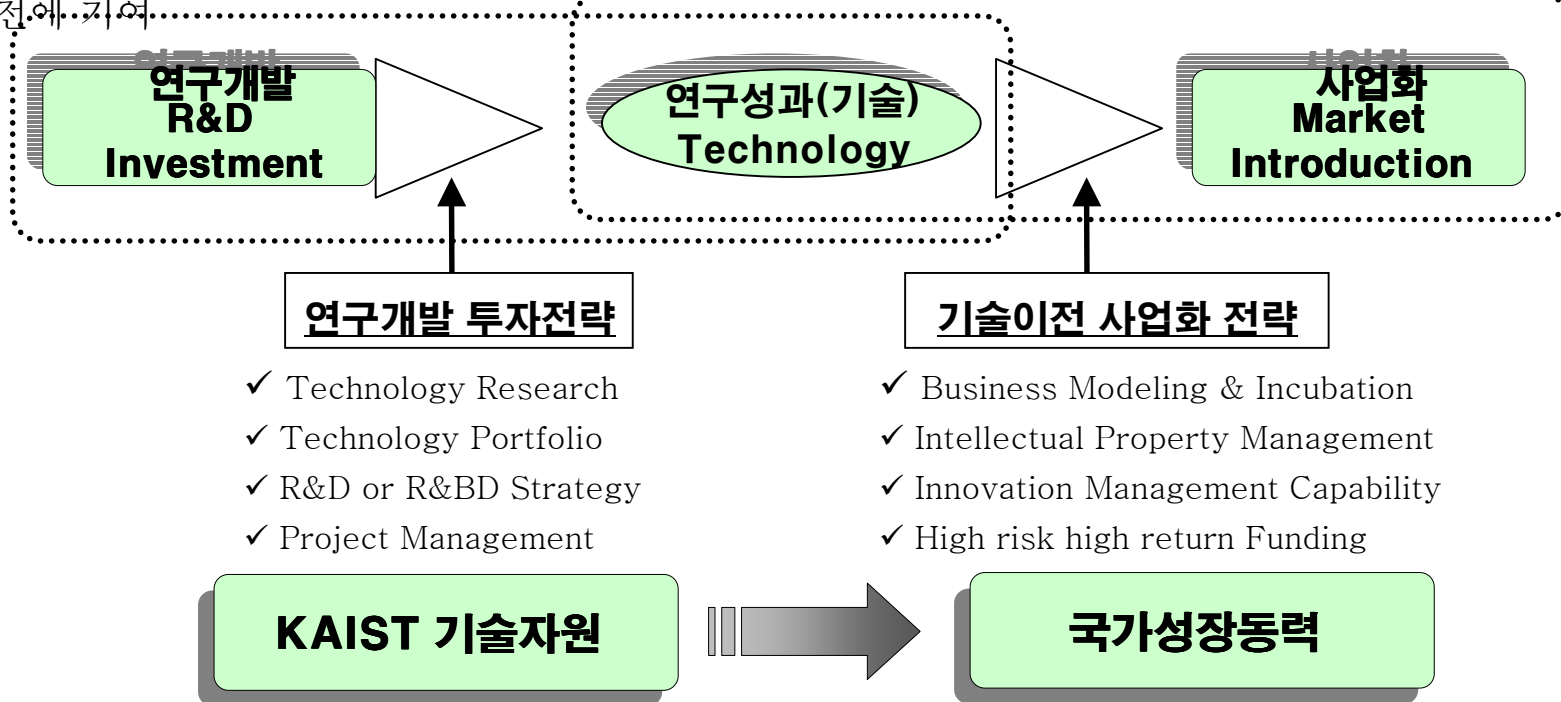 전에 기여
연구개발
R&D
Investment
연구성과(기술)
Technology
사업화
Market
Introduction
연구개발 투자전략
✓ Technology Research
✓ Technology Portfolio
✓ R&D or R&BD Strategy
✓ Project Management
기술이전 사업화 전략
✓ Business Modeling & Incubation
✓ Intellectual Property Management
✓ Innovation Management Capability
✓ High risk high return Funding
KAIST 기술자원
국가성장동력